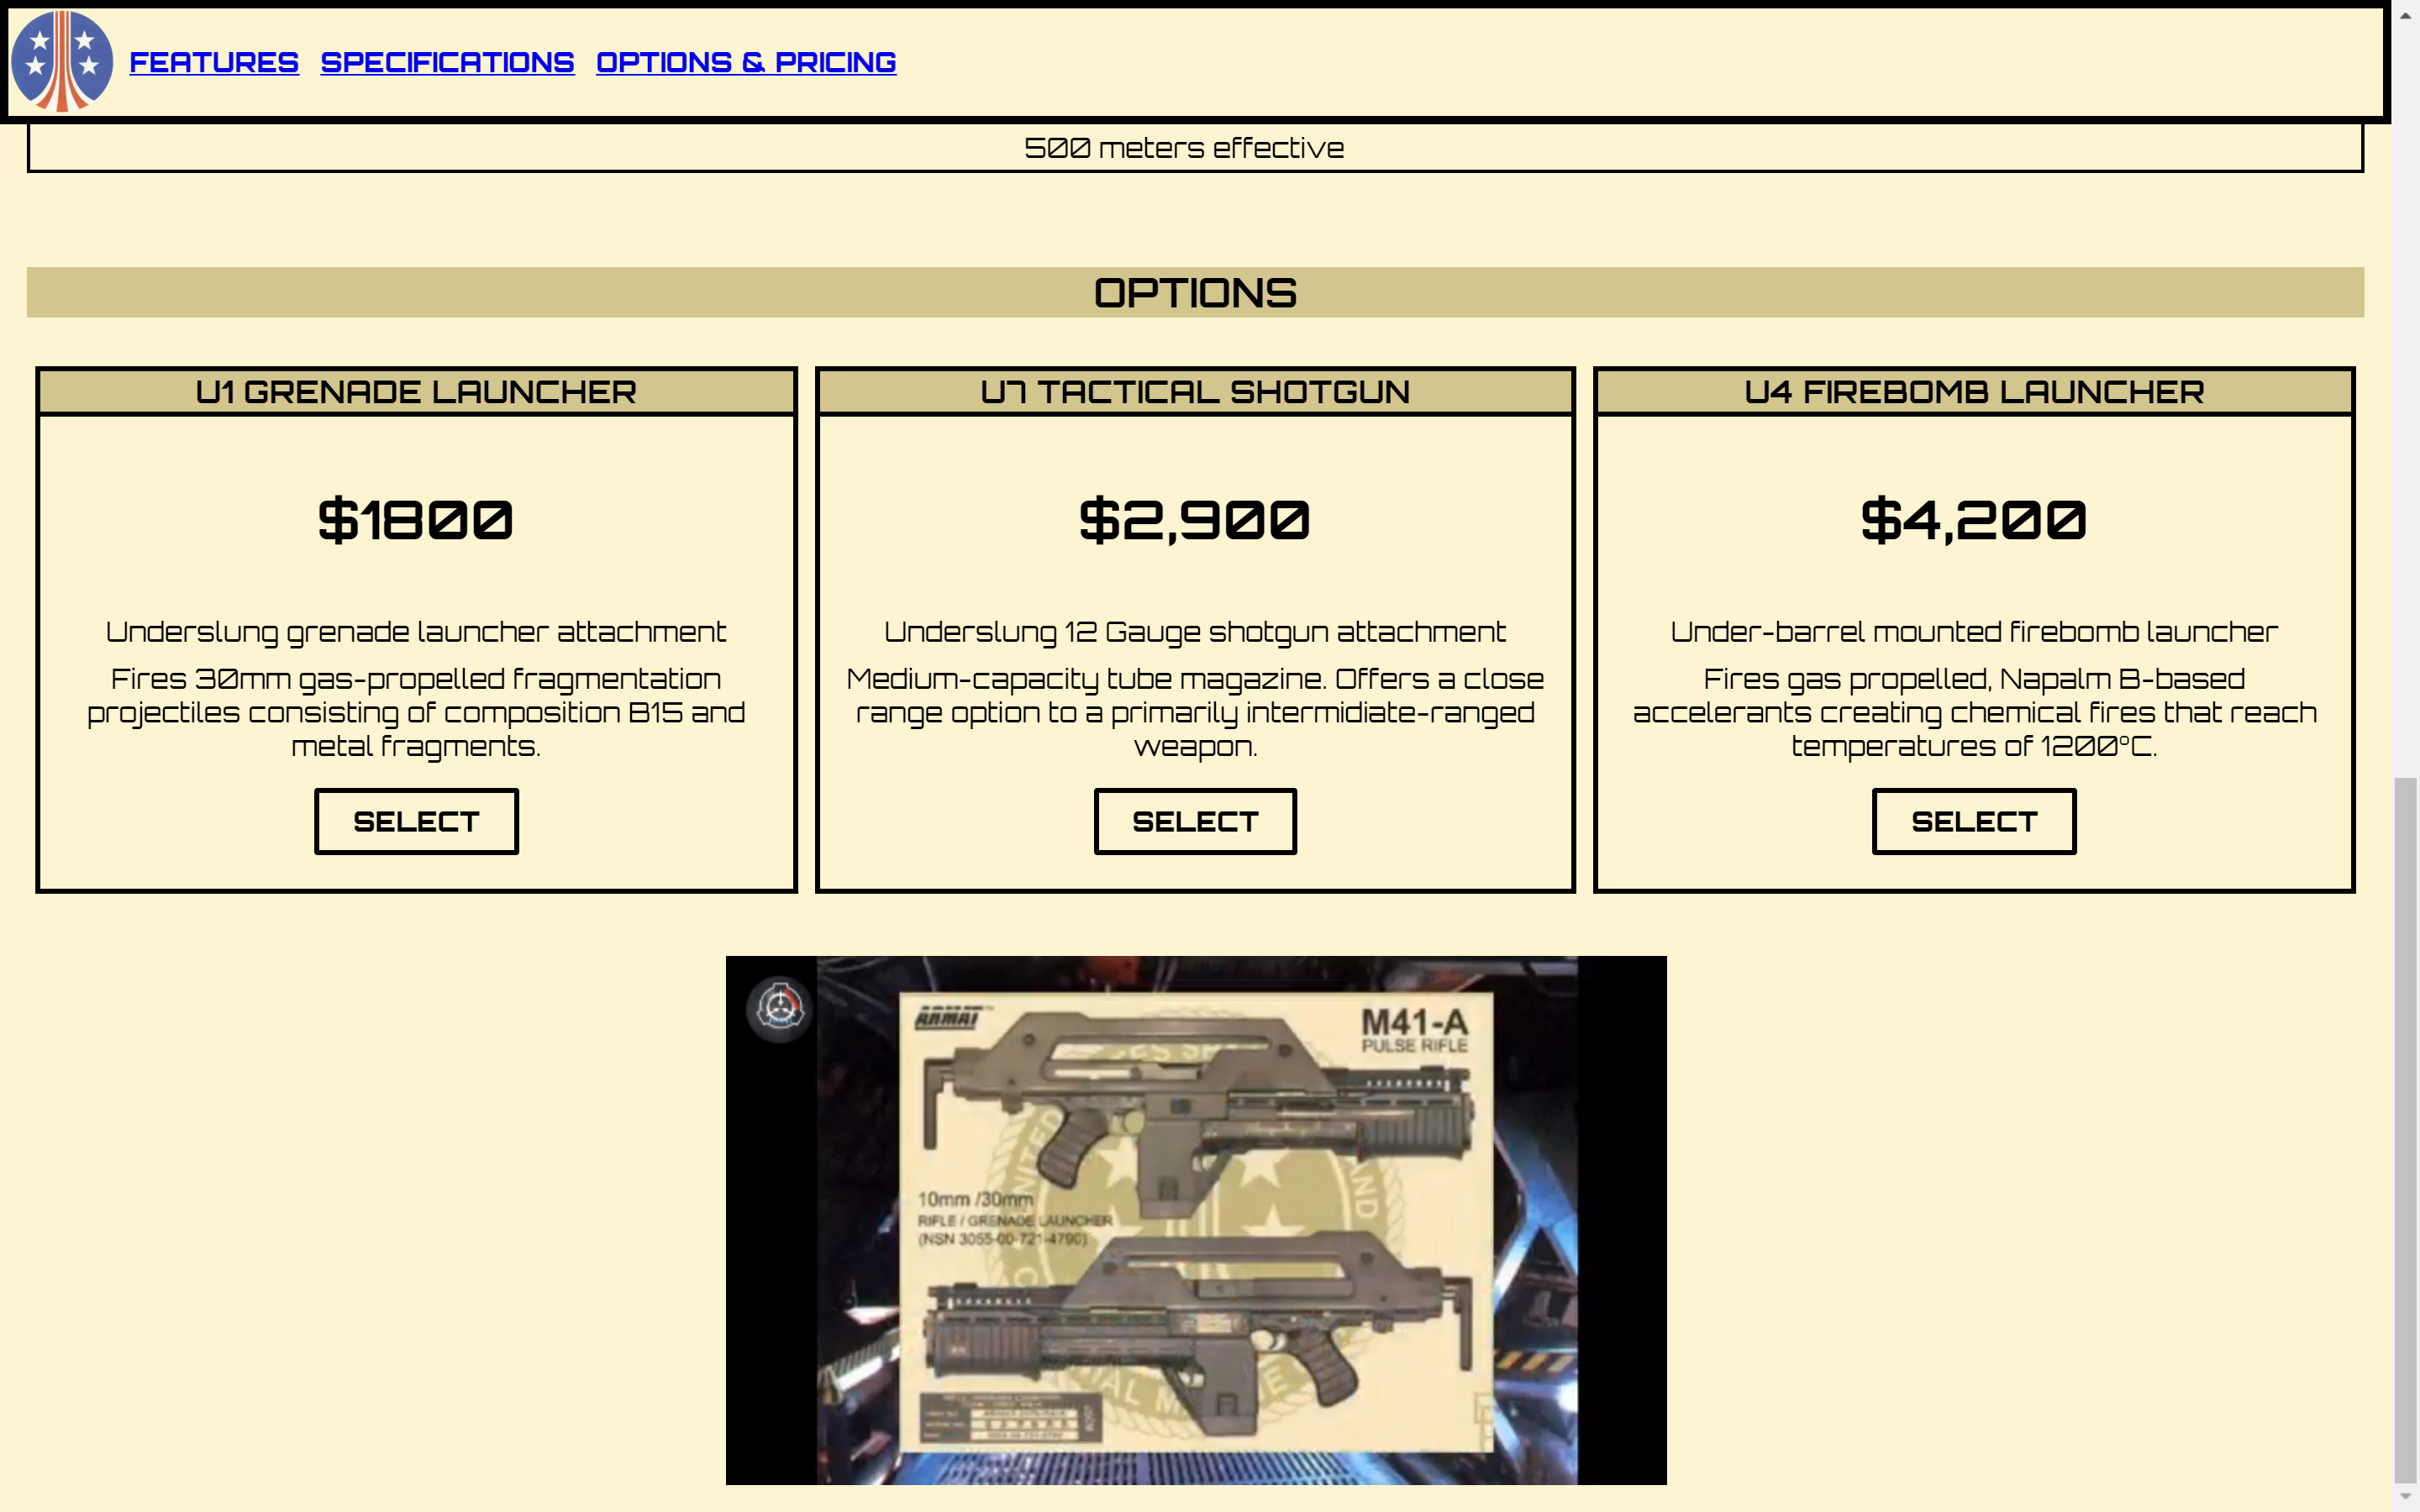 FEATURES SPECIFICATIONS OPTIONS & PRICING
500 meters effective
OPTIONS
U1 GRENADE LAUNCHER
$1800
Underslung grenade launcher attachment
Fires 30mm gas-propelled fragmentation
projectiles consisting of composition B15 and
metal fragments.
SELECT
U7 TACTICAL SHOTGUN
$2,900
Underslung 12 Gauge shotgun attachment
Medium-capacity tube magazine. Offers a close
range option to a primarily intermidiate-ranged
weapon.
SELECT
U4 FIREBOMB LAUNCHER
$4,200
Under-barrel mounted firebomb launcher
Fires gas propelled, Napalm B-based
accelerants creating chemical fires that reach
temperatures of 1200°C.
SELECT
ARMAT
M41-A
PULSE RIFLE
10mm /30mm
RIFLE / GRENADE LAUNCHER
(NSN 3055-00-721-4790)